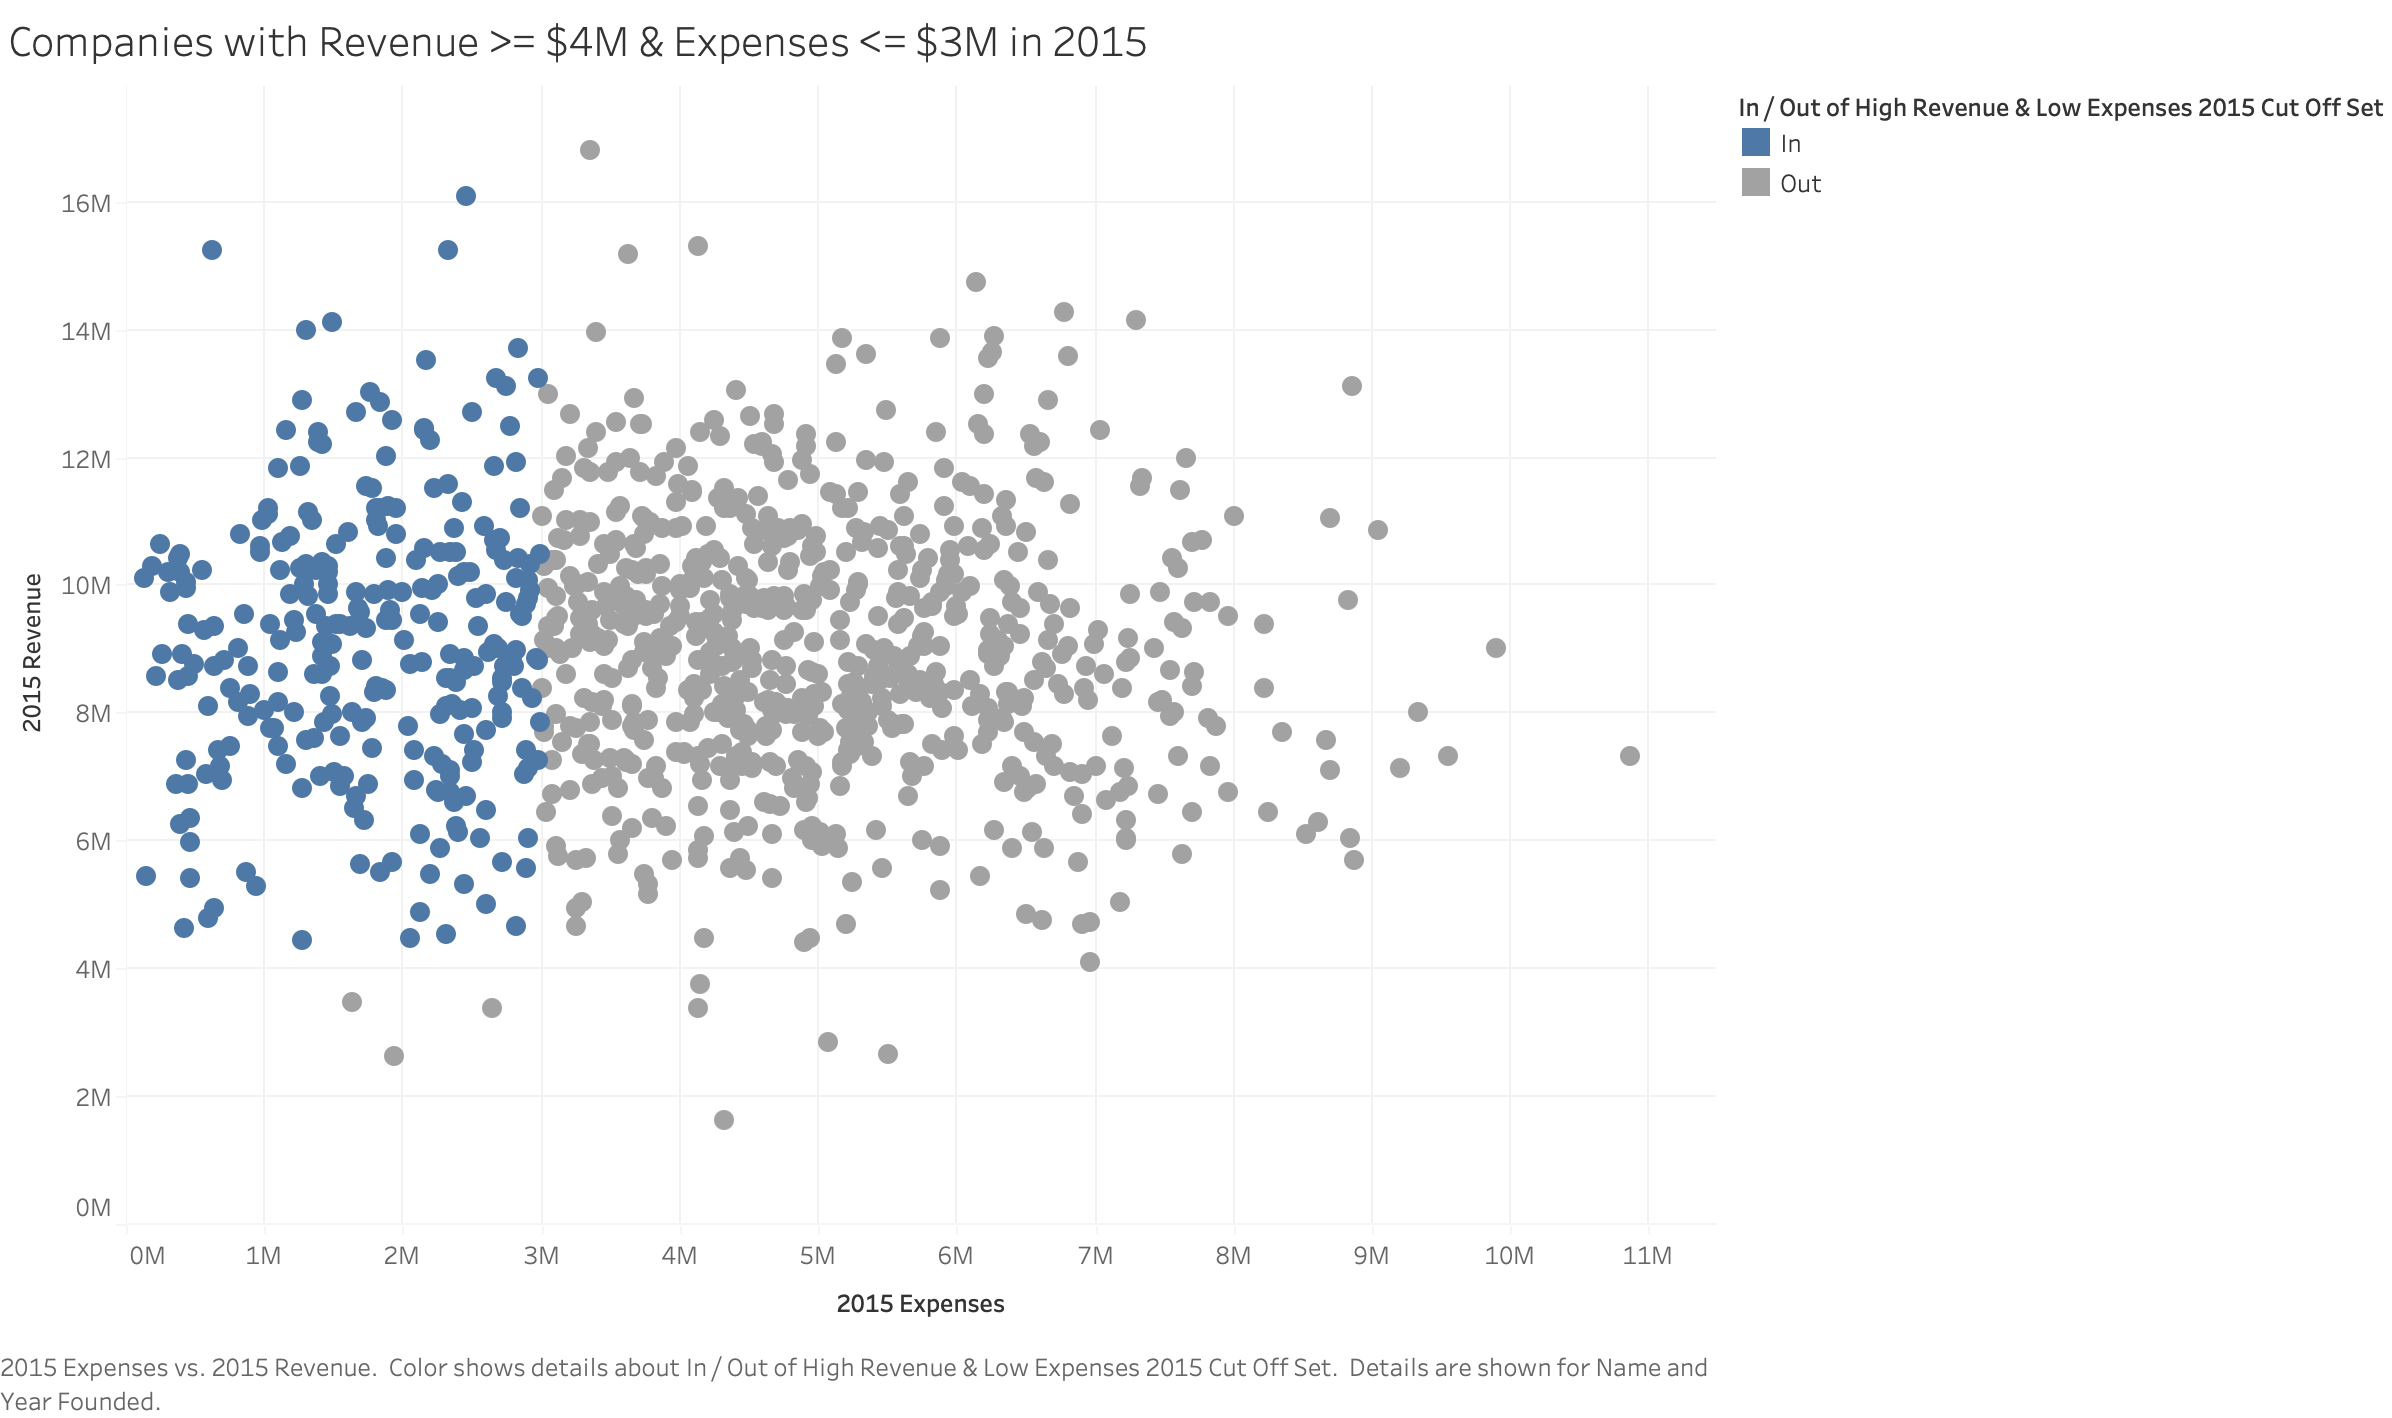 Companies with Revenue >= $4M & Expenses <= $3M in 2015
In / Out of High Revenue & Low Expenses 2015 Cut Off Set
In
Out
2015 Revenue
16M
14M
12M
10M
8M
6M
4M
2M
0M
0M 1M 2M 3M 4M 5M 6M 7M 8M 9M 10M 11M
2015 Expenses
2015 Expenses vs. 2015 Revenue.  Color shows details about In / Out of High Revenue & Low Expenses 2015 Cut Off Set.  Details are shown for Name and
Year Founded.